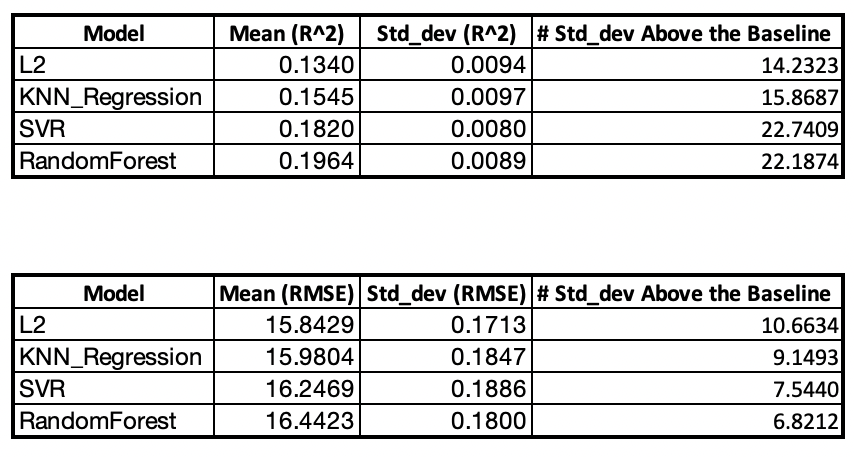 Model Mean (R^2) Std_dev (R^2) # Std_dev Above the Baseline
L2 0.1340 0.0094 14.2323
KNN_Regression 0.1545 0.0097 15.8687
SVR 0.1820 0.0080 22.7409
RandomForest 0.1964 0.0089 22.1874
Model Mean (RMSE) Std_dev (RMSE) # Std_dev Above the Baseline
L2 15.8429 0.1713 10.6634
KNN_Regression 15.9804 0.1847 9.1493
SVR 16.2469 0.1886 7.5440
RandomForest 16.4423 0.1800 6.8212